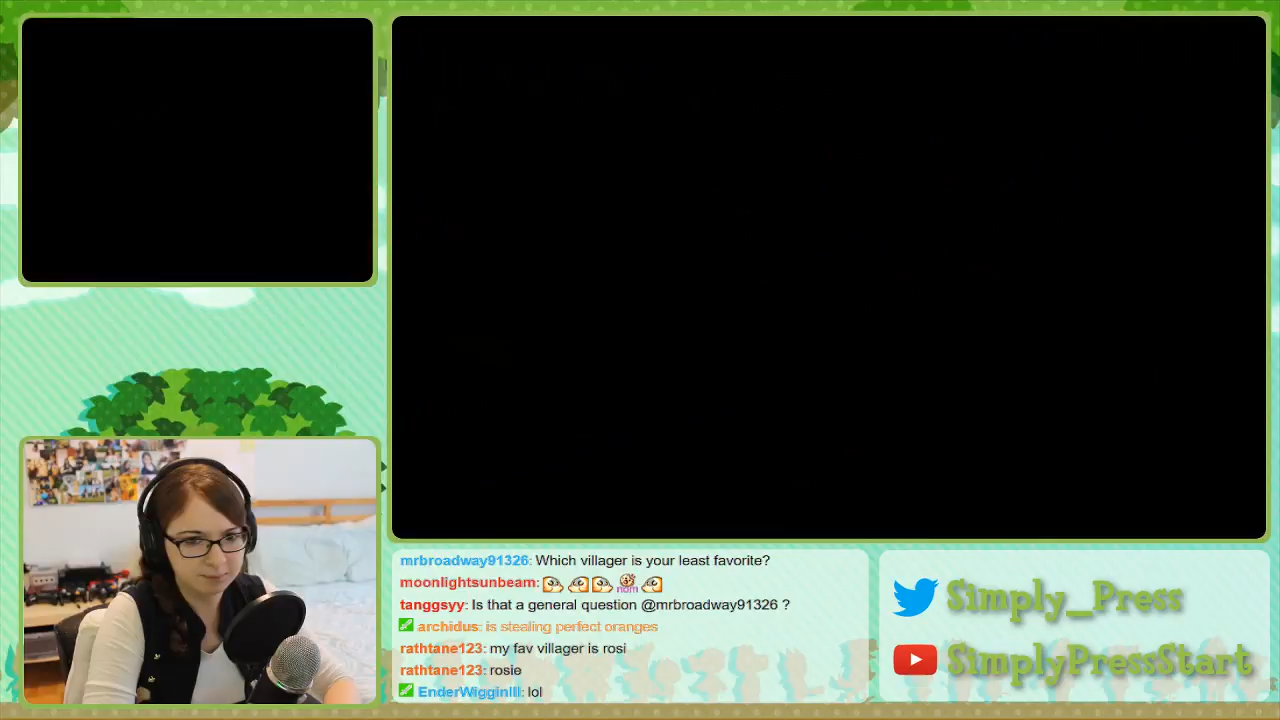 mrbroadway91326: Which villager is your least favorite?
moonlightsunbeam: nom
tanggsyy: Is that a general question @mrbroadway91326 ?
archidus: is stealing perfect oranges
rathtane123: my fav villager is rosi
rathtane123: rosie
EnderWigginIII: lol
Simply_Press
SimplyPressStart